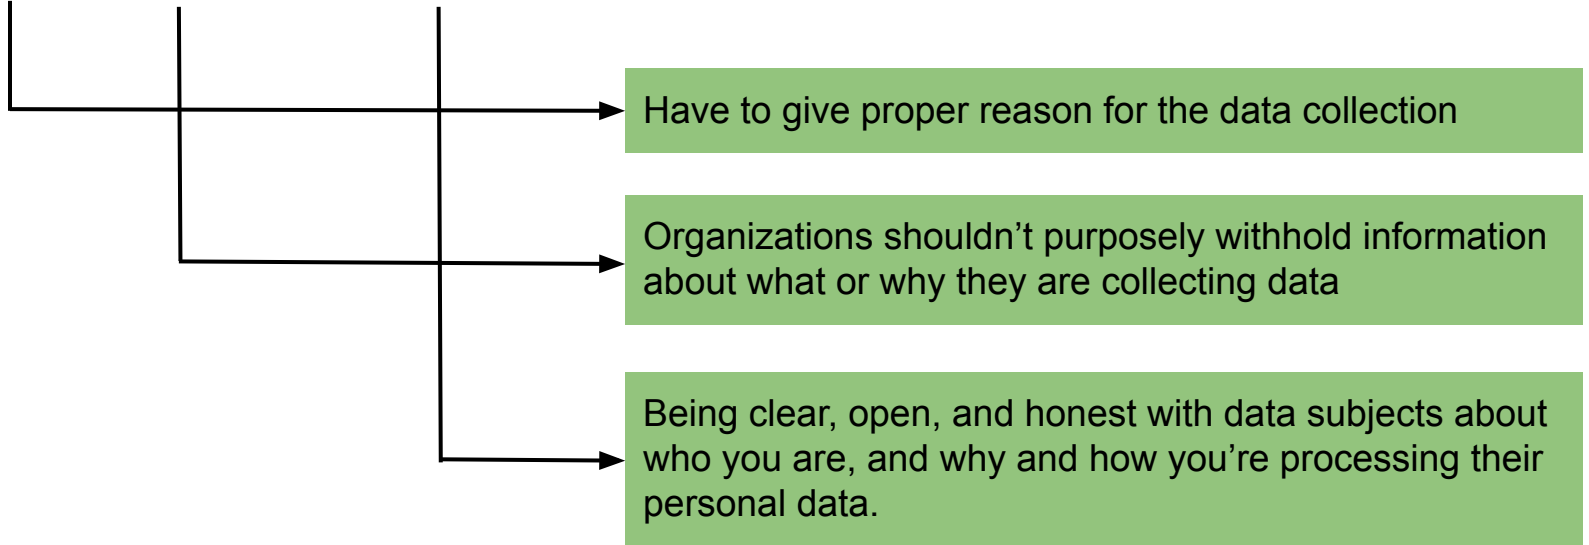 Have to give proper reason for the data collection
Organizations shouldn’t purposely withhold information
about what or why they are collecting data
Being clear, open, and honest with data subjects about
who you are, and why and how you’re processing their
personal data.